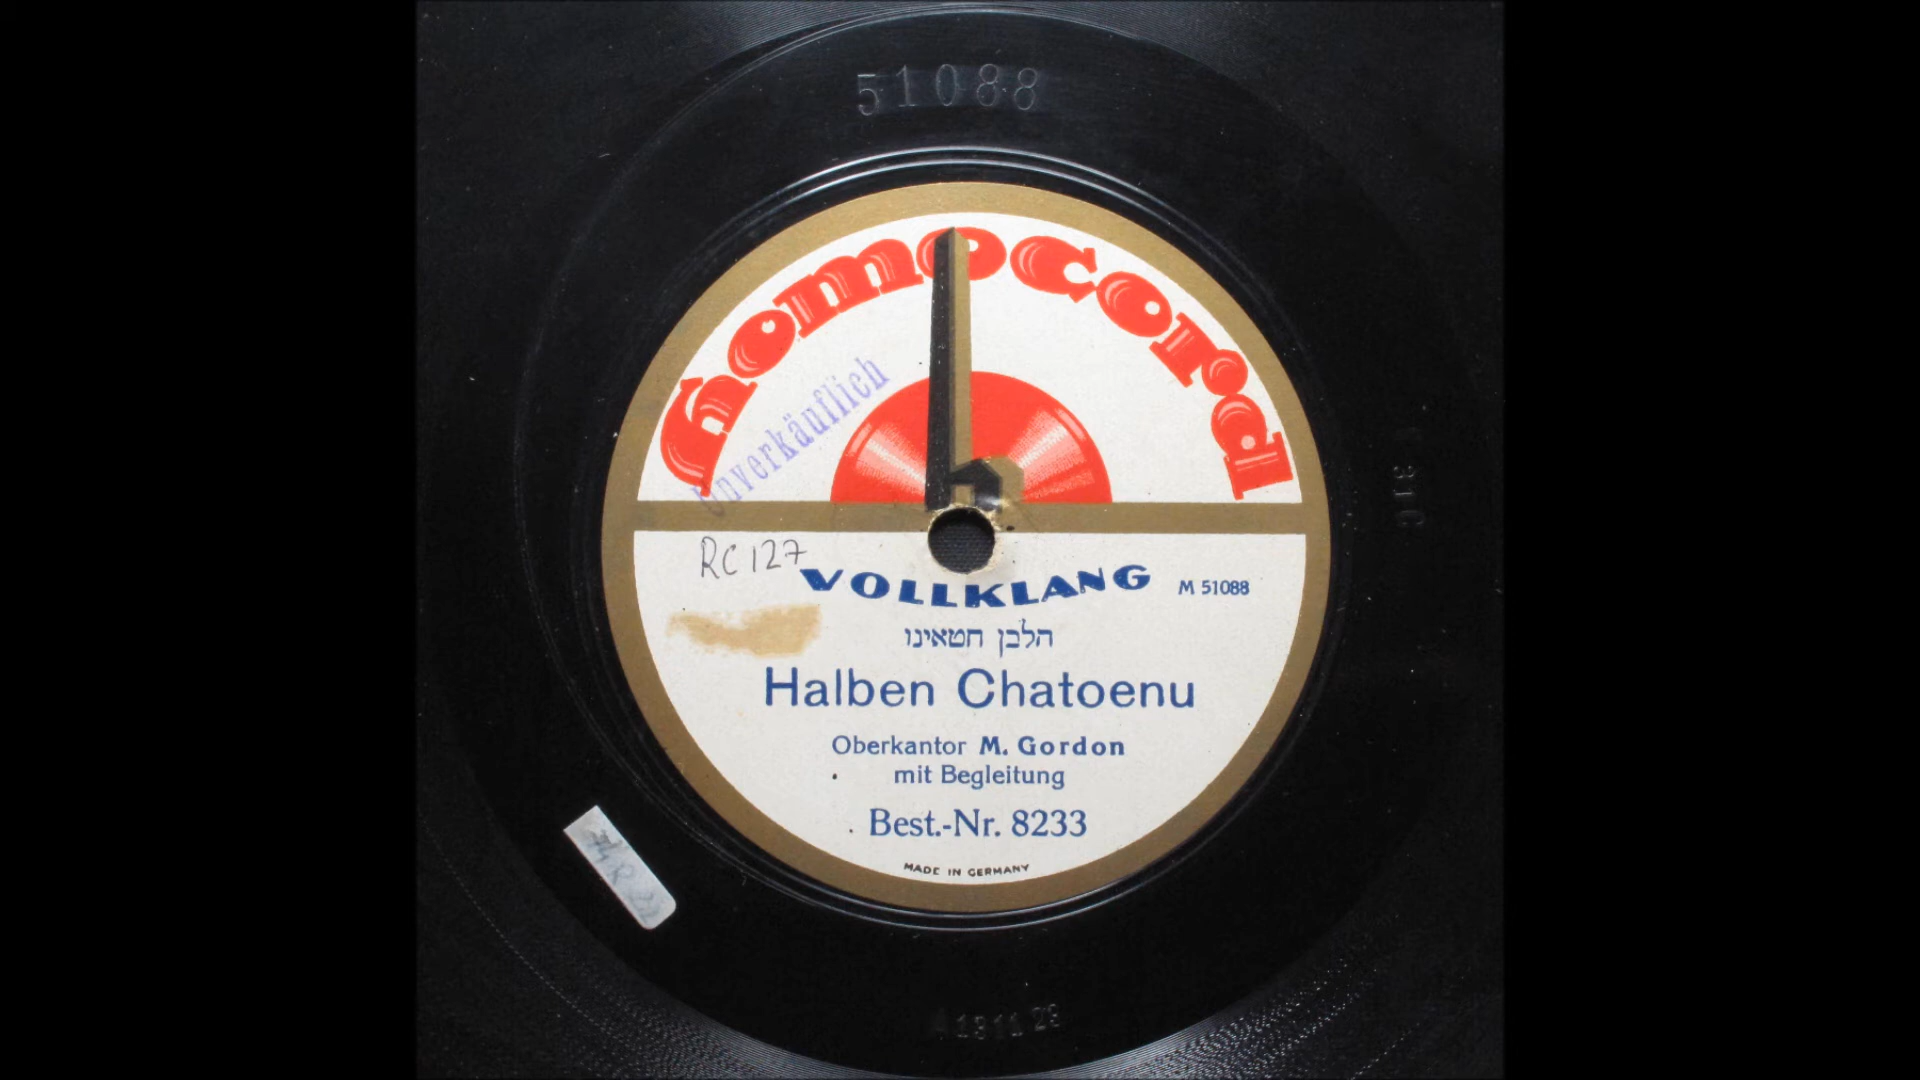 51088
homocord
Unverkäuflich
RC 127
VOLLKLANG
M 51088
הלבן חטאינו
Halben Chatoenu
Oberkantor M. Gordon
mit Begleitung
Best.-Nr. 8233
MADE IN GERMANY